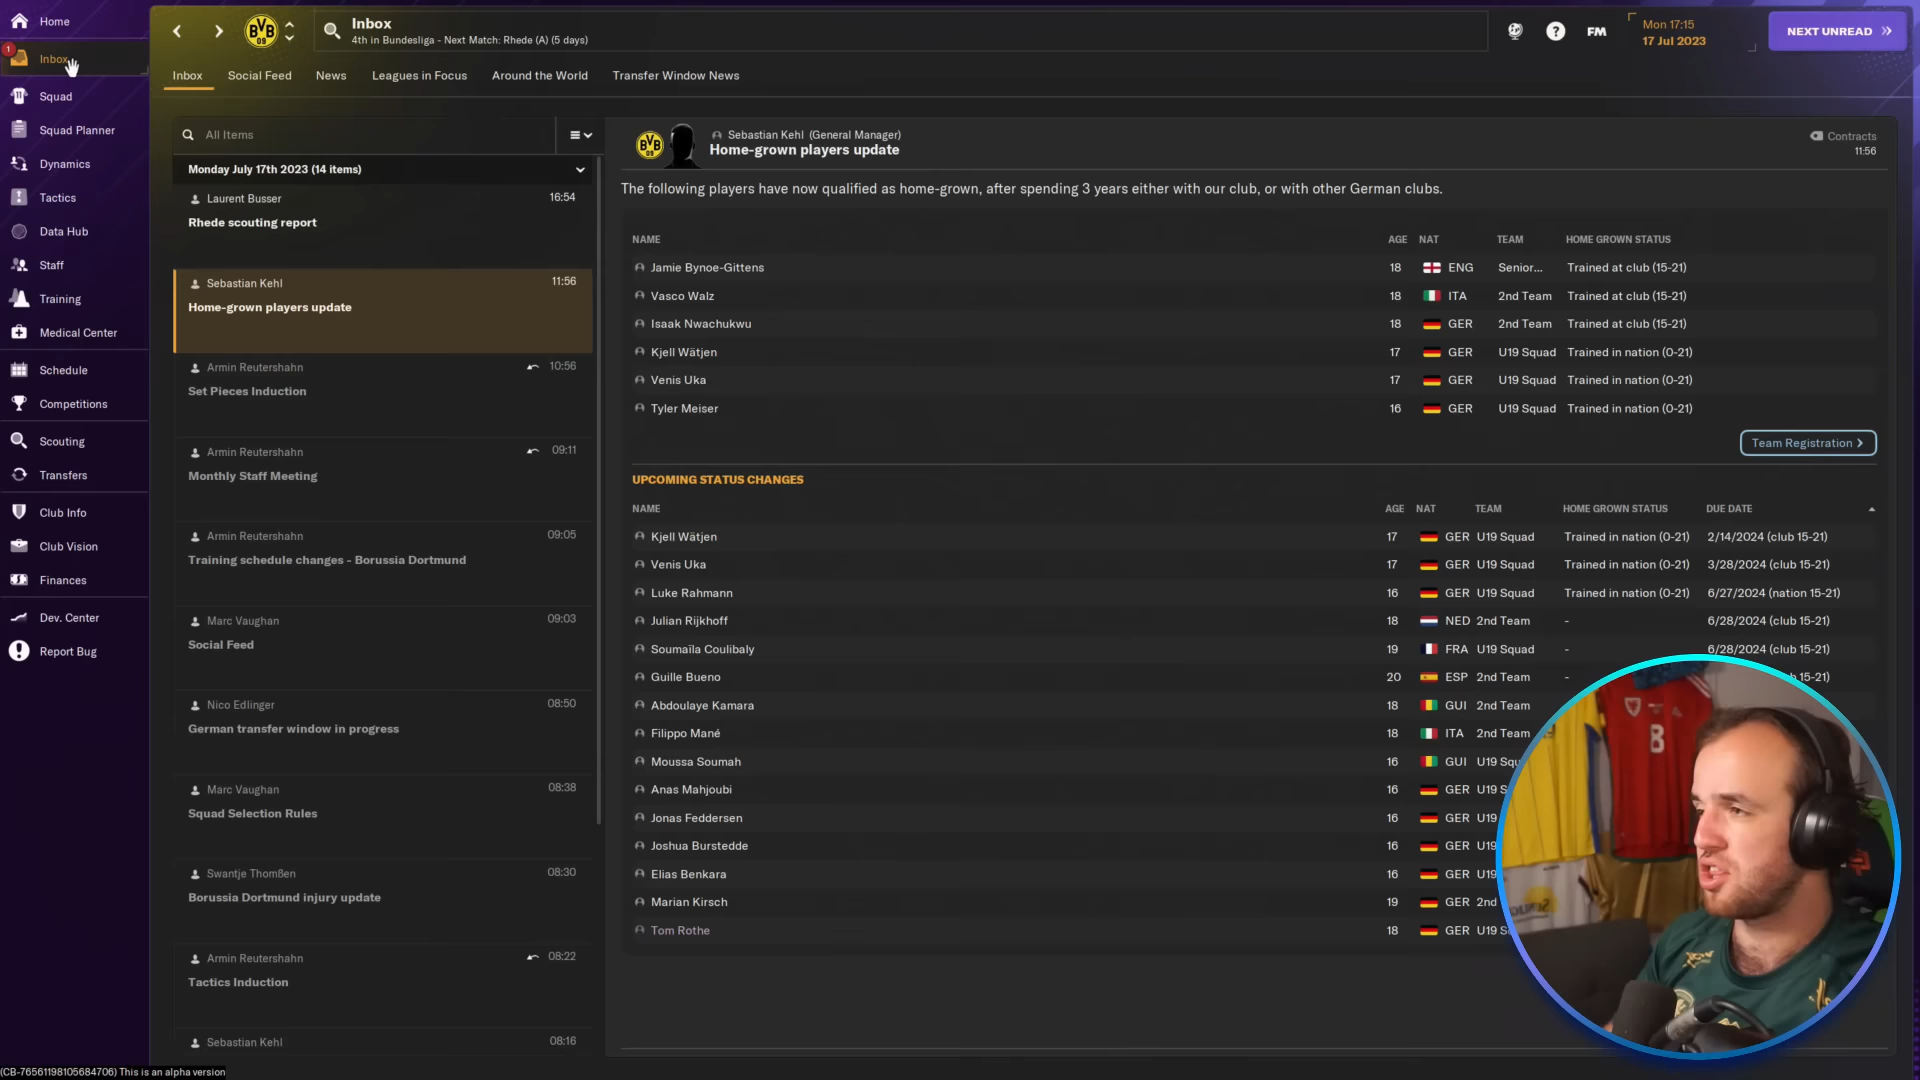 Home
1
Inbox
Squad
Squad Planner
Dynamics
Tactics
Data Hub
Staff
Training
Medical Center
Schedule
Competitions
Scouting
Transfers
Club Info
Club Vision
Finances
Dev. Center
Report Bug
BVB 09
Inbox
4th in Bundesliga - Next Match: Rhede (A) (5 days)
FM
Mon 17:15
17 Jul 2023
NEXT UNREAD
Inbox Social Feed News Leagues in Focus Around the World Transfer Window News
All Items
Monday July 17th 2023 (14 items)
Laurent Busser 16:54
Rhede scouting report
Sebastian Kehl 11:56
Home-grown players update
Armin Reutershahn 10:56
Set Pieces Induction
Armin Reutershahn 09:11
Monthly Staff Meeting
Armin Reutershahn 09:05
Training schedule changes - Borussia Dortmund
Marc Vaughan 09:03
Social Feed
Nico Edlinger 08:50
German transfer window in progress
Marc Vaughan 08:38
Squad Selection Rules
Swantje Thomßen 08:30
Borussia Dortmund injury update
Armin Reutershahn 08:22
Tactics Induction
Sebastian Kehl 08:16
BVB 09
Sebastian Kehl (General Manager)
Home-grown players update
Contracts
11:56
The following players have now qualified as home-grown, after spending 3 years either with our club, or with other German clubs.
NAME AGE NAT TEAM HOME GROWN STATUS
Jamie Bynoe-Gittens 18 ENG Senior... Trained at club (15-21)
Vasco Walz 18 ITA 2nd Team Trained at club (15-21)
Isaak Nwachukwu 18 GER 2nd Team Trained at club (15-21)
Kjell Wätjen 17 GER U19 Squad Trained in nation (0-21)
Venis Uka 17 GER U19 Squad Trained in nation (0-21)
Tyler Meiser 16 GER U19 Squad Trained in nation (0-21)
Team Registration
UPCOMING STATUS CHANGES
NAME AGE NAT TEAM HOME GROWN STATUS DUE DATE
Kjell Wätjen 17 GER U19 Squad Trained in nation (0-21) 2/14/2024 (club 15-21)
Venis Uka 17 GER U19 Squad Trained in nation (0-21) 3/28/2024 (club 15-21)
Luke Rahmann 16 GER U19 Squad Trained in nation (0-21) 6/27/2024 (nation 15-21)
Julian Rijkhoff 18 NED 2nd Team - 6/28/2024 (club 15-21)
Soumaïla Coulibaly 19 FRA U19 Squad - 6/28/2024 (club 15-21)
Guille Bueno 20 ESP 2nd Team - 15-21)
Abdoulaye Kamara 18 GUI 2nd Team
Filippo Mané 18 ITA 2nd Team
Moussa Soumah 16 GUI U19 Squ
Anas Mahjoubi 16 GER U19 S
Jonas Feddersen 16 GER U19
Joshua Burstedde 16 GER U19
Elias Benkara 16 GER U19
Marian Kirsch 19 GER 2nd
Tom Rothe 18 GER U19 S
8
(CB-76561198105684706) This is an alpha version